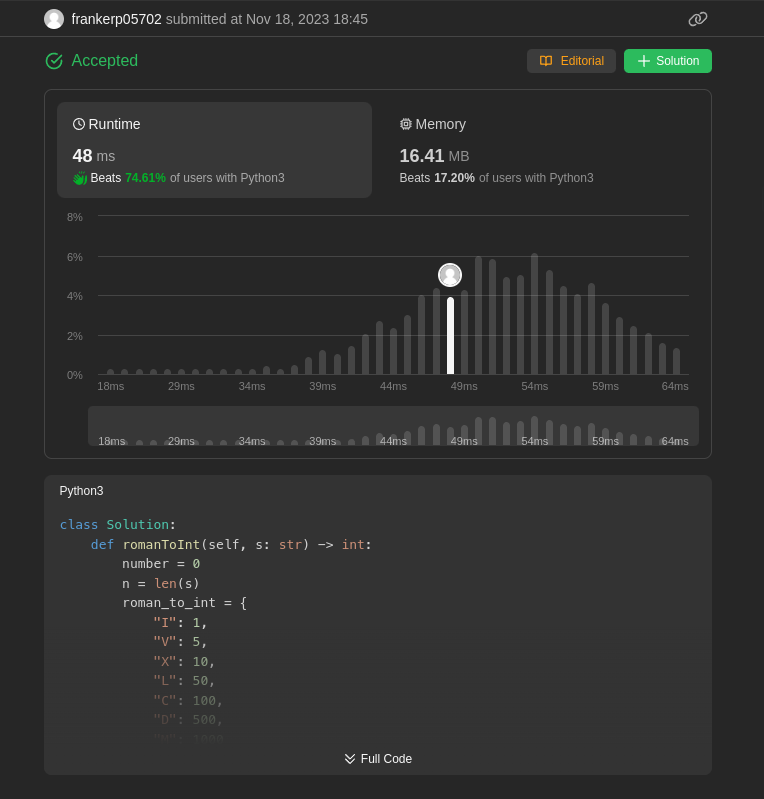 frankerp05702 submitted at Nov 18, 2023 18:45
Accepted
Editorial
Solution
Runtime
48 ms
Beats 74.61% of users with Python3
Memory
16.41 MB
Beats 17.20% of users with Python3
8%
6%
4%
2%
0%
18ms 29ms 34ms 39ms 44ms 49ms 54ms 59ms 64ms
18ms 29ms 34ms 39ms 44ms 49ms 54ms 59ms 64ms
Python3
class Solution:
    def romanToInt(self, s: str) -> int:
        number = 0
        n = len(s)
        roman_to_int = {
            "I": 1,
            "V": 5,
            "X": 10,
            "L": 50,
            "C": 100,
            "D": 500,
            "M": 1000
Full Code